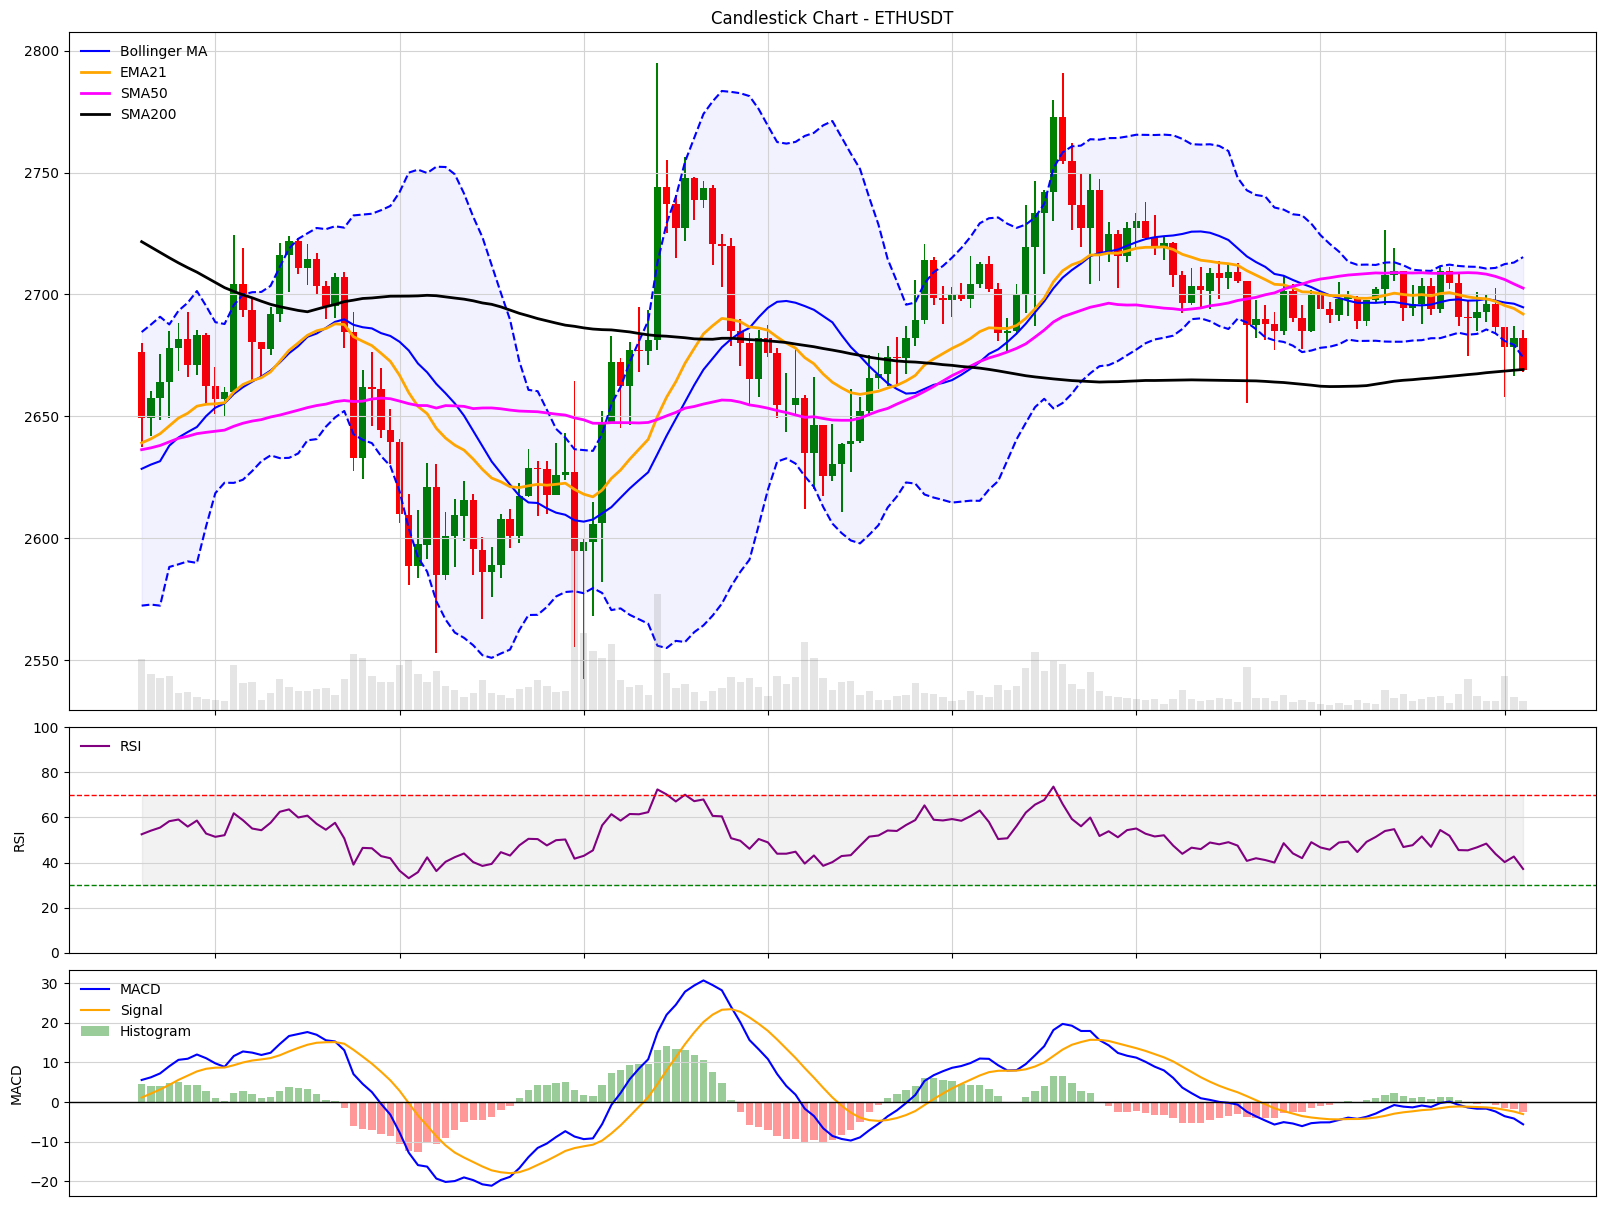 Candlestick Chart - ETHUSDT
Bollinger MA
EMA21
SMA50
SMA200
2800
2750
2700
2650
2600
2550
RSI
100
80
60
40
20
0
RSI
MACD
Signal
Histogram
30
20
10
0
−10
−20
MACD